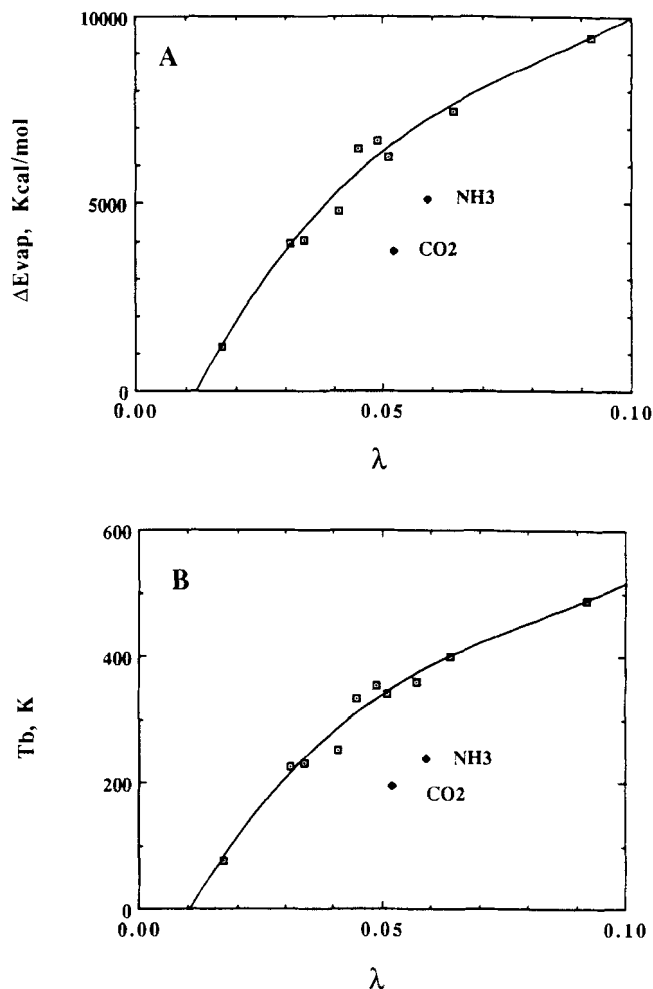 10000
A
ΔEvap, Kcal/mol
5000
NH3
CO2
0
0.00
0.05
0.10
λ
600
B
Tb, K
400
NH3
200
CO2
0
0.00
0.05
0.10
λ